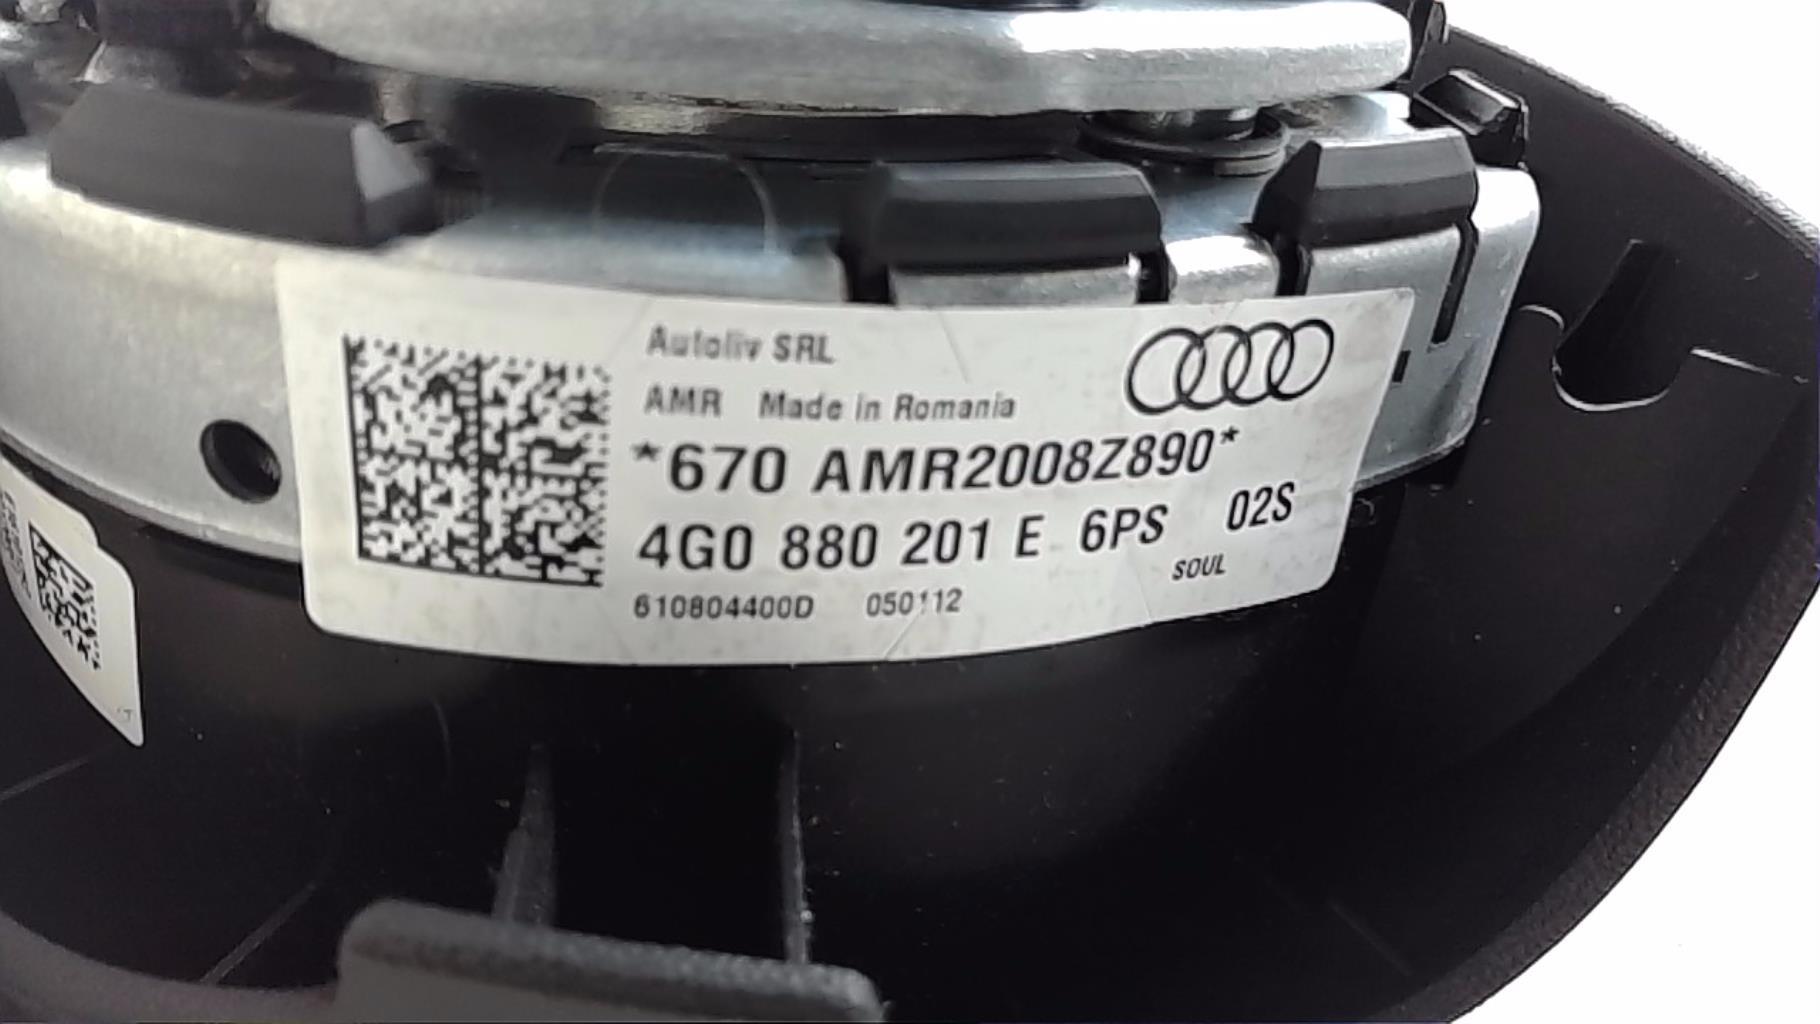 Autoliv SRL
AMR Made in Romania
*670 AMR2008Z890*
4G0 880 201 E 6PS 02S
SOUL
610804400D 050112